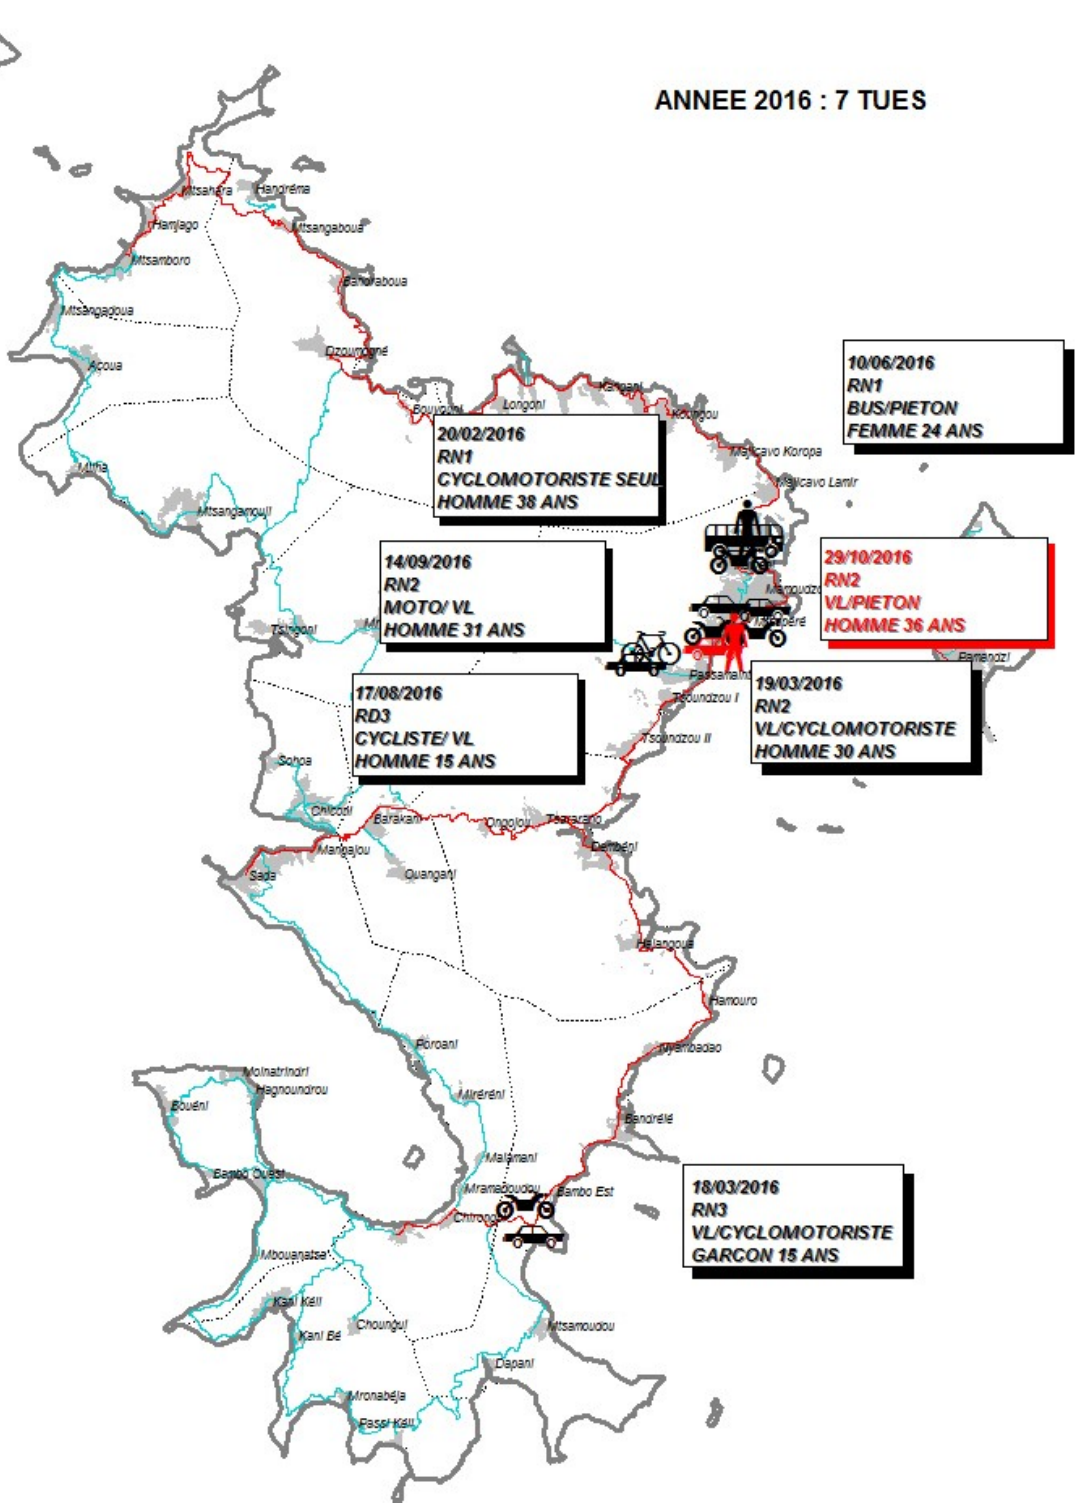 ANNEE 2016 : 7 TUES
Mtsahara
Handréma
Hamjago
Mtsangaboua
Mtsamboro
Bandraboua
Mtsangadoua
Dzoumogné
Acoua
10/06/2016
RN1
BUS/PIETON
FEMME 24 ANS
Kangani
Longoni
Bouyouni
Koungou
20/02/2016
RN1
CYCLOMOTORISTE SEUL
HOMME 38 ANS
Majicavo Koropa
Majicavo Lamir
Mtsangamouji
14/09/2016
RN2
MOTO/ VL
HOMME 31 ANS
29/10/2016
RN2
VL/PIETON
HOMME 36 ANS
Tsingoni
Pamandzi
17/08/2016
RD3
CYCLISTE/ VL
HOMME 15 ANS
19/03/2016
RN2
VL/CYCLOMOTORISTE
HOMME 30 ANS
Tsoundzou I
Tsoundzou II
Sohoa
Chiconi
Barakani
Ongojou
Tsararano
Mangajou
Dembéni
Sada
Ouangani
Hajangoua
Hamouro
Poroani
Nyambadao
Moinatrindri
Hagnoundrou
Miréréni
Bouéni
Bandrélé
Malamani
Bambo Ouest
Mramadoudou
Bambo Est
18/03/2016
RN3
VL/CYCLOMOTORISTE
GARCON 15 ANS
Mbouanatsa
Kani Kéli
Choungui
Kani Bé
Mtsamoudou
Dapani
Mronabéja
Passi Kéli